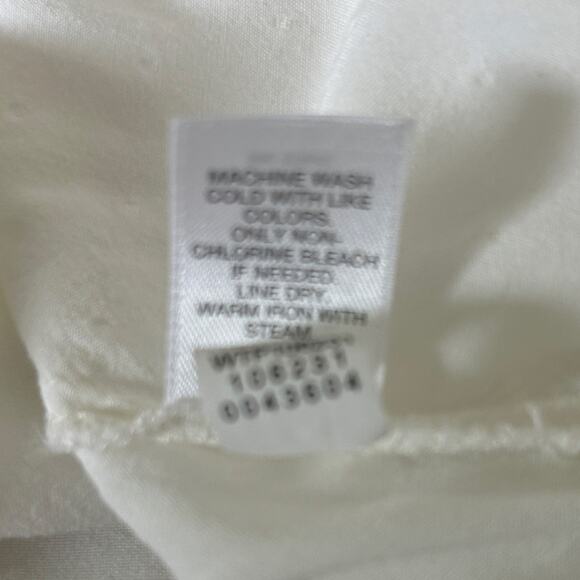 MACHINE WASH
COLD WITH LIKE
COLORS.
ONLY NON-
CHLORINE BLEACH
IF NEEDED.
LINE DRY.
WARM IRON WITH
STEAM.
106231
0043604